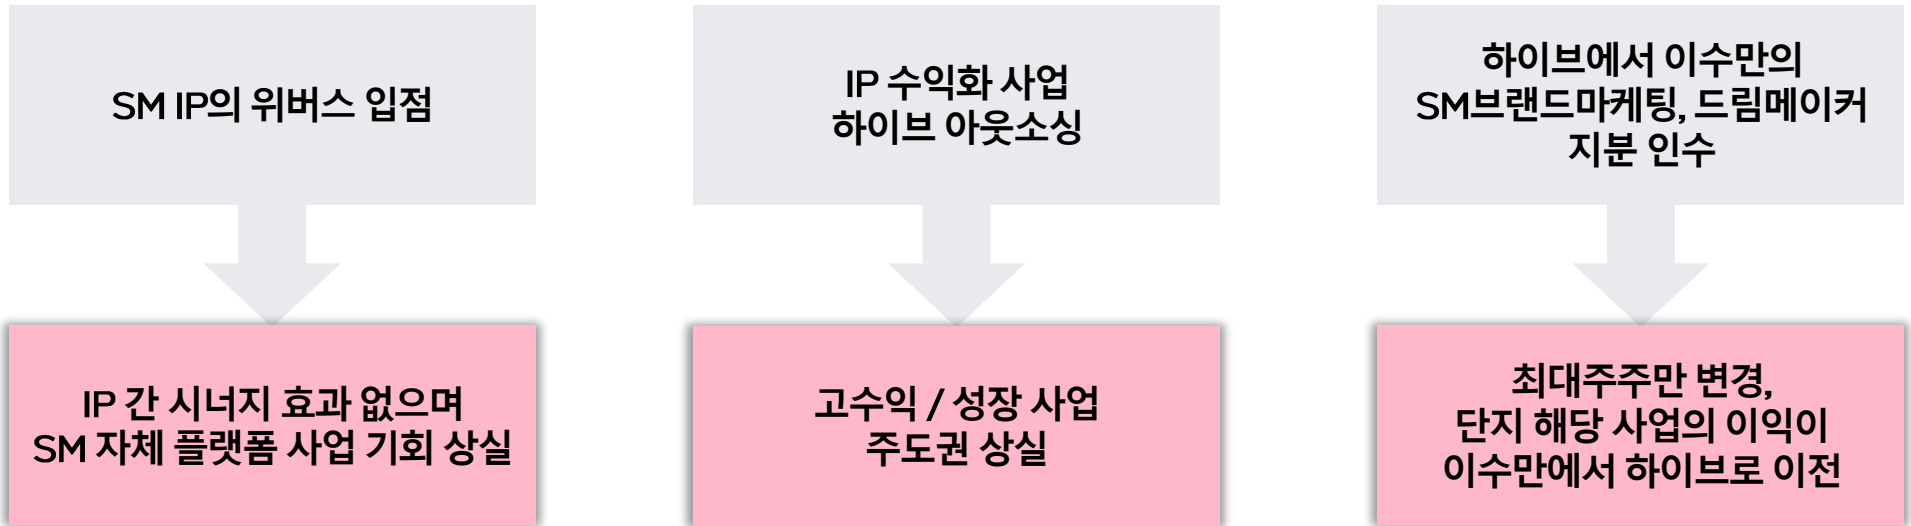 SM IP의 위버스 입점
IP 수익화 사업
하이브 아웃소싱
하이브에서 이수만의
SM브랜드마케팅, 드림메이커
지분 인수
IP 간 시너지 효과 없으며
SM 자체 플랫폼 사업 기회 상실
고수익 / 성장 사업
주도권 상실
최대주주만 변경,
단지 해당 사업의 이익이
이수만에서 하이브로 이전